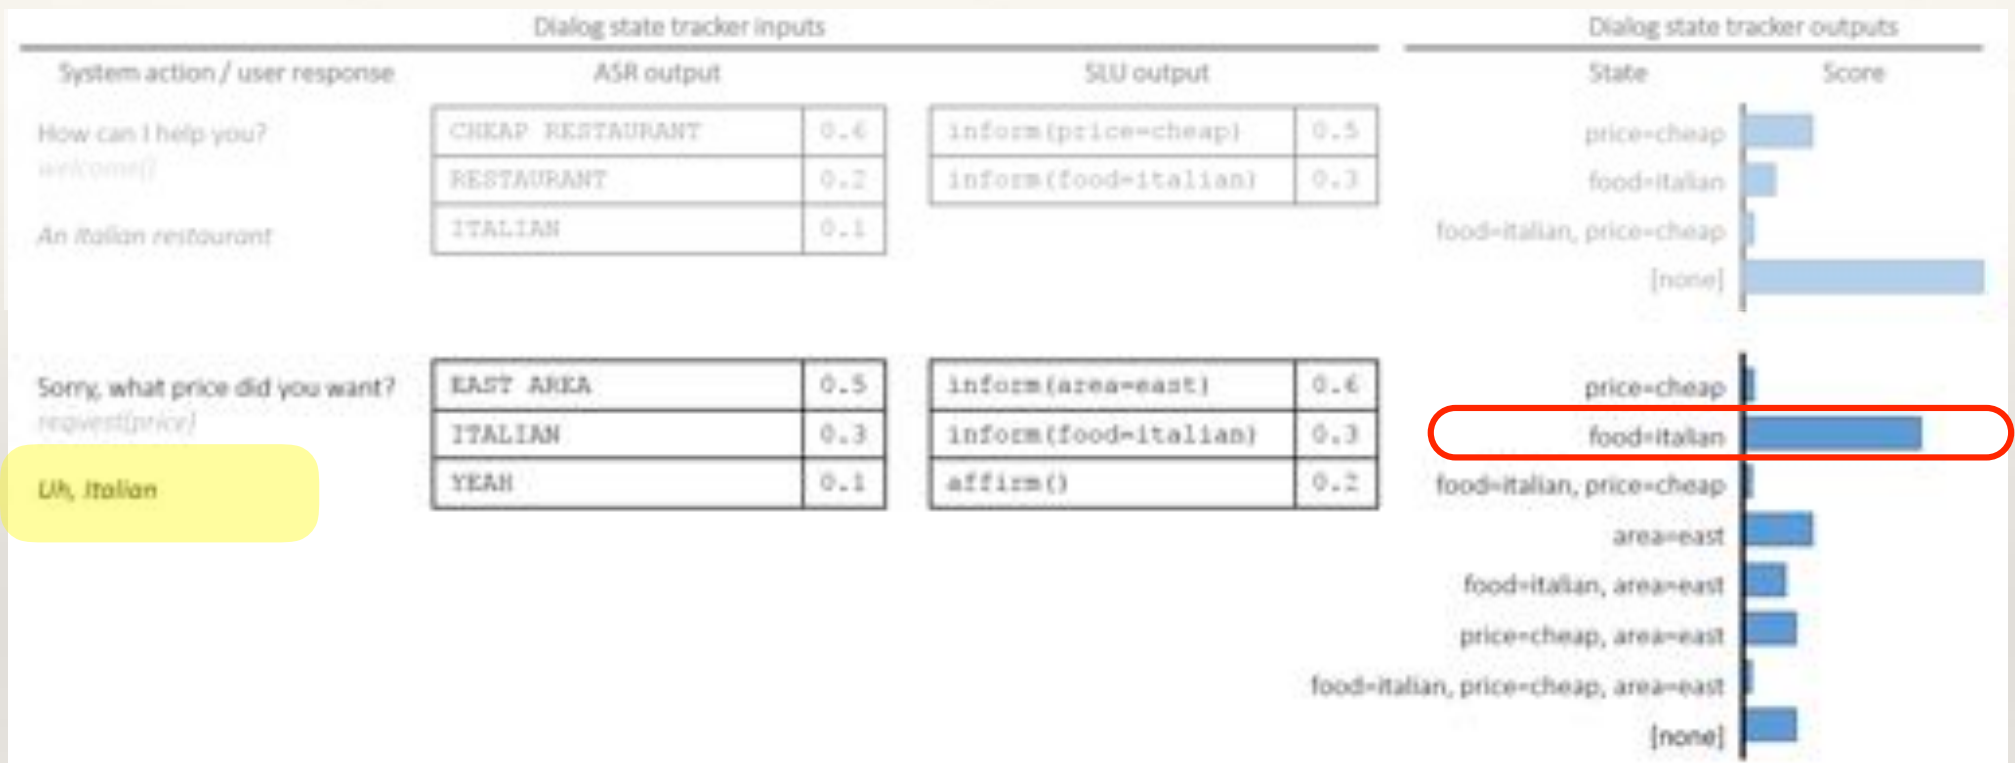 Dialog state tracker inputs
Dialog state tracker outputs
System action / user response
ASR output
SLU output
State
Score
How can I help you?
welcome()
An Italian restaurant
CHEAP RESTAURANT 0.6
RESTAURANT 0.2
ITALIAN 0.1
inform(price=cheap) 0.5
inform(food=italian) 0.3
price=cheap
food=italian
food=italian, price=cheap
[none]
Sorry, what price did you want?
request(price)
Uh, Italian
EAST AREA 0.5
ITALIAN 0.3
YEAH 0.1
inform(area=east) 0.6
inform(food=italian) 0.3
affirm() 0.2
price=cheap
food=italian
food=italian, price=cheap
area=east
food=italian, area=east
price=cheap, area=east
food=italian, price=cheap, area=east
[none]